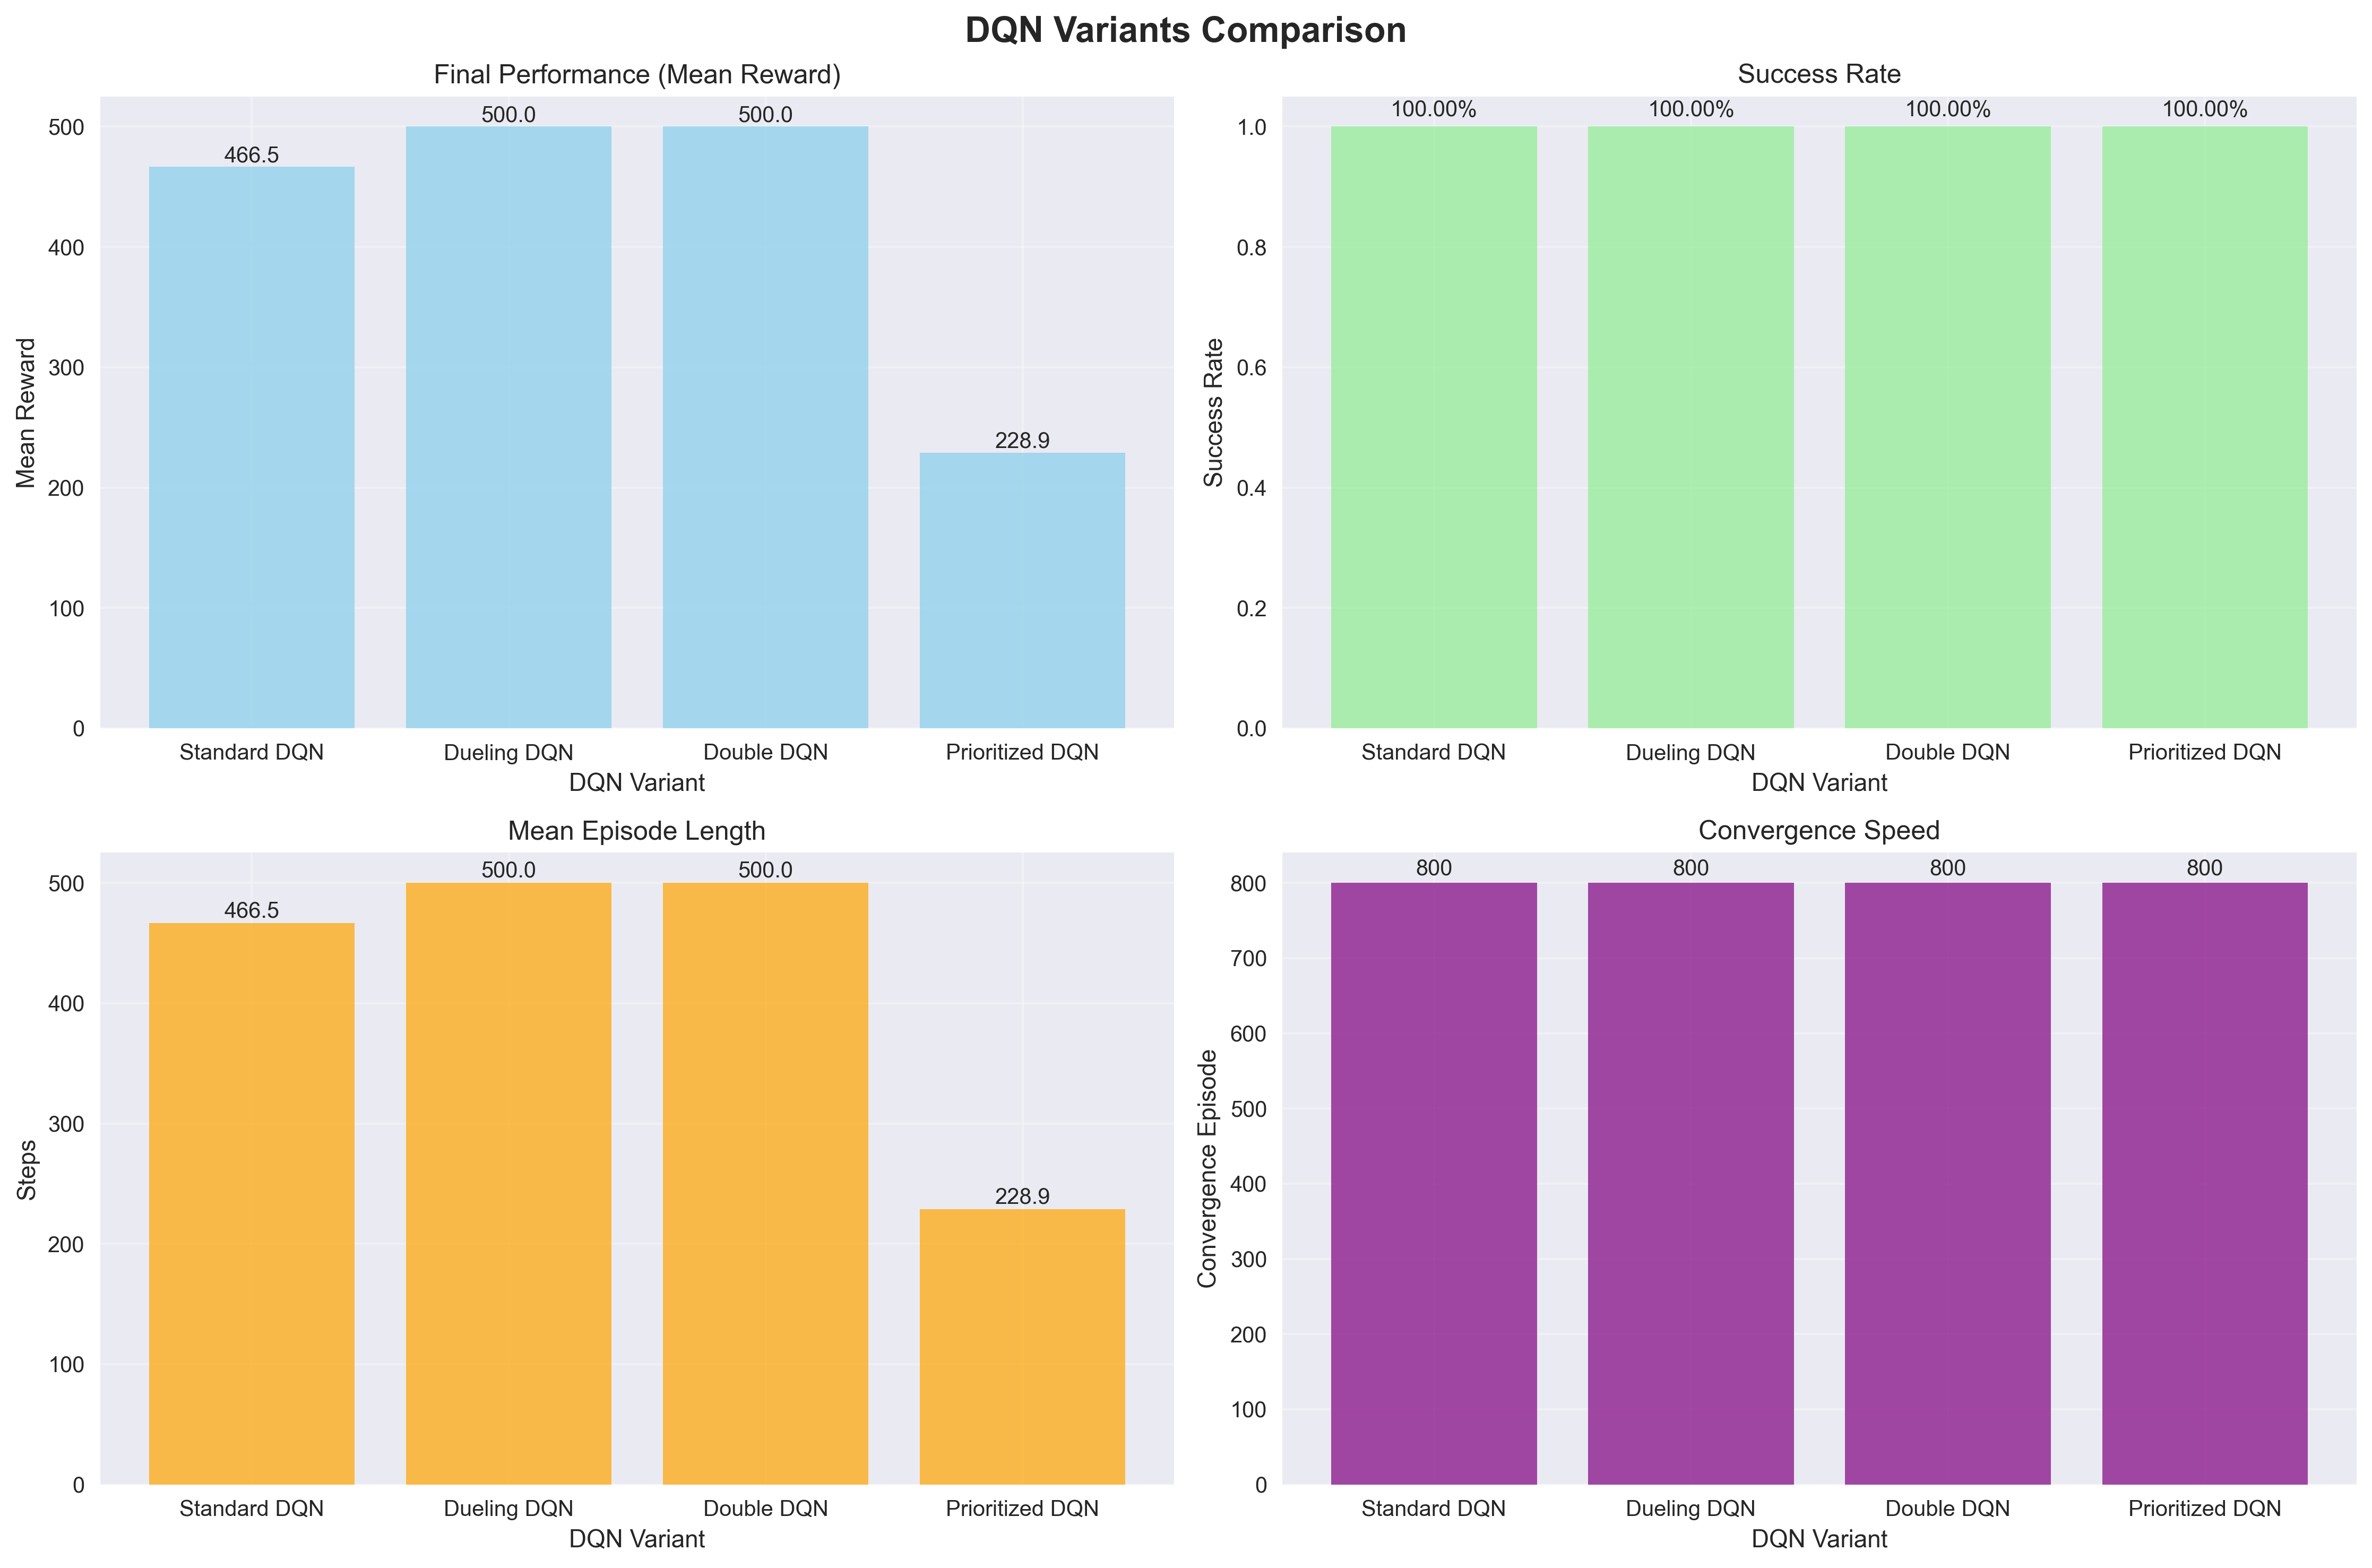 DQN Variants Comparison
Final Performance (Mean Reward)
Mean Reward
500
400
300
200
100
0
466.5
500.0
500.0
228.9
Standard DQN
Dueling DQN
Double DQN
Prioritized DQN
DQN Variant
Success Rate
Success Rate
1.0
0.8
0.6
0.4
0.2
0.0
100.00%
100.00%
100.00%
100.00%
Standard DQN
Dueling DQN
Double DQN
Prioritized DQN
DQN Variant
Mean Episode Length
Steps
500
400
300
200
100
0
466.5
500.0
500.0
228.9
Standard DQN
Dueling DQN
Double DQN
Prioritized DQN
DQN Variant
Convergence Speed
Convergence Episode
800
700
600
500
400
300
200
100
0
800
800
800
800
Standard DQN
Dueling DQN
Double DQN
Prioritized DQN
DQN Variant